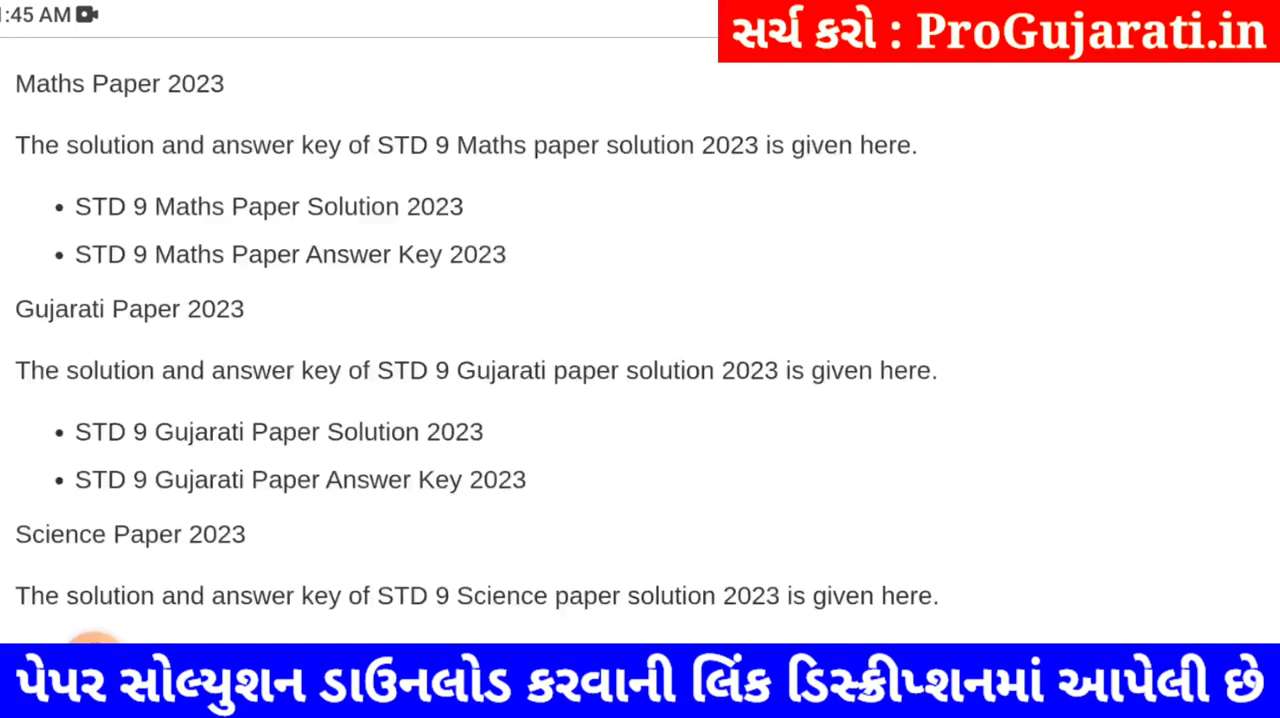 :45 AM
સર્ચ કરો : ProGujarati.in
Maths Paper 2023
The solution and answer key of STD 9 Maths paper solution 2023 is given here.
• STD 9 Maths Paper Solution 2023
• STD 9 Maths Paper Answer Key 2023
Gujarati Paper 2023
The solution and answer key of STD 9 Gujarati paper solution 2023 is given here.
• STD 9 Gujarati Paper Solution 2023
• STD 9 Gujarati Paper Answer Key 2023
Science Paper 2023
The solution and answer key of STD 9 Science paper solution 2023 is given here.
પેપર સોલ્યુશન ડાઉનલોડ કરવાની લિંક ડિસ્ક્રીપ્શનમાં આપેલી છે